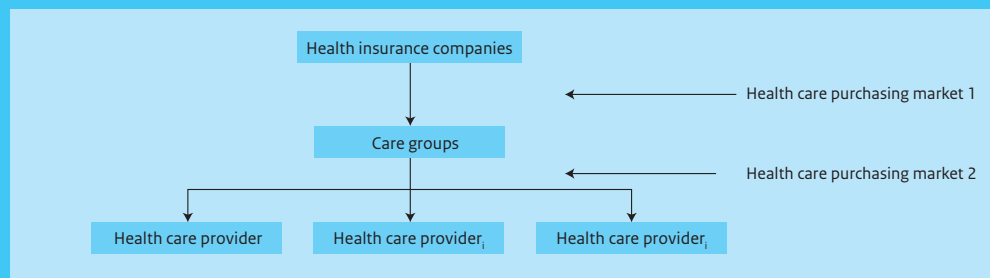 Health insurance companies
Health care purchasing market 1
Care groups
Health care purchasing market 2
Health care provider
Health care provideri
Health care provideri